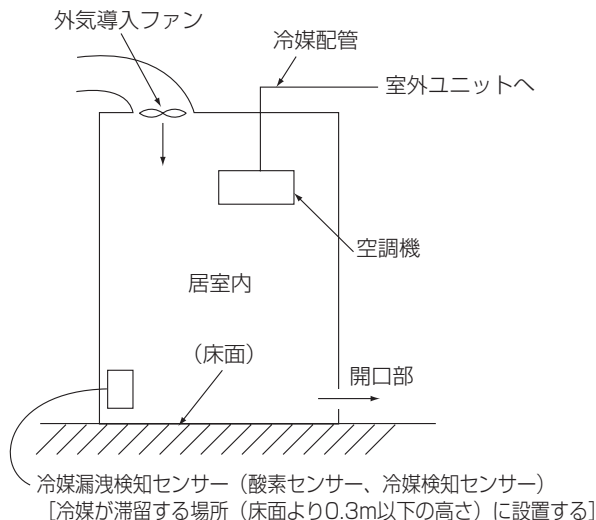 外気導入ファン
冷媒配管
室外ユニットへ
空調機
居室内
（床面）
開口部
冷媒漏洩検知センサー（酸素センサー、冷媒検知センサー）
［冷媒が滞留する場所（床面より0.3m以下の高さ）に設置する］